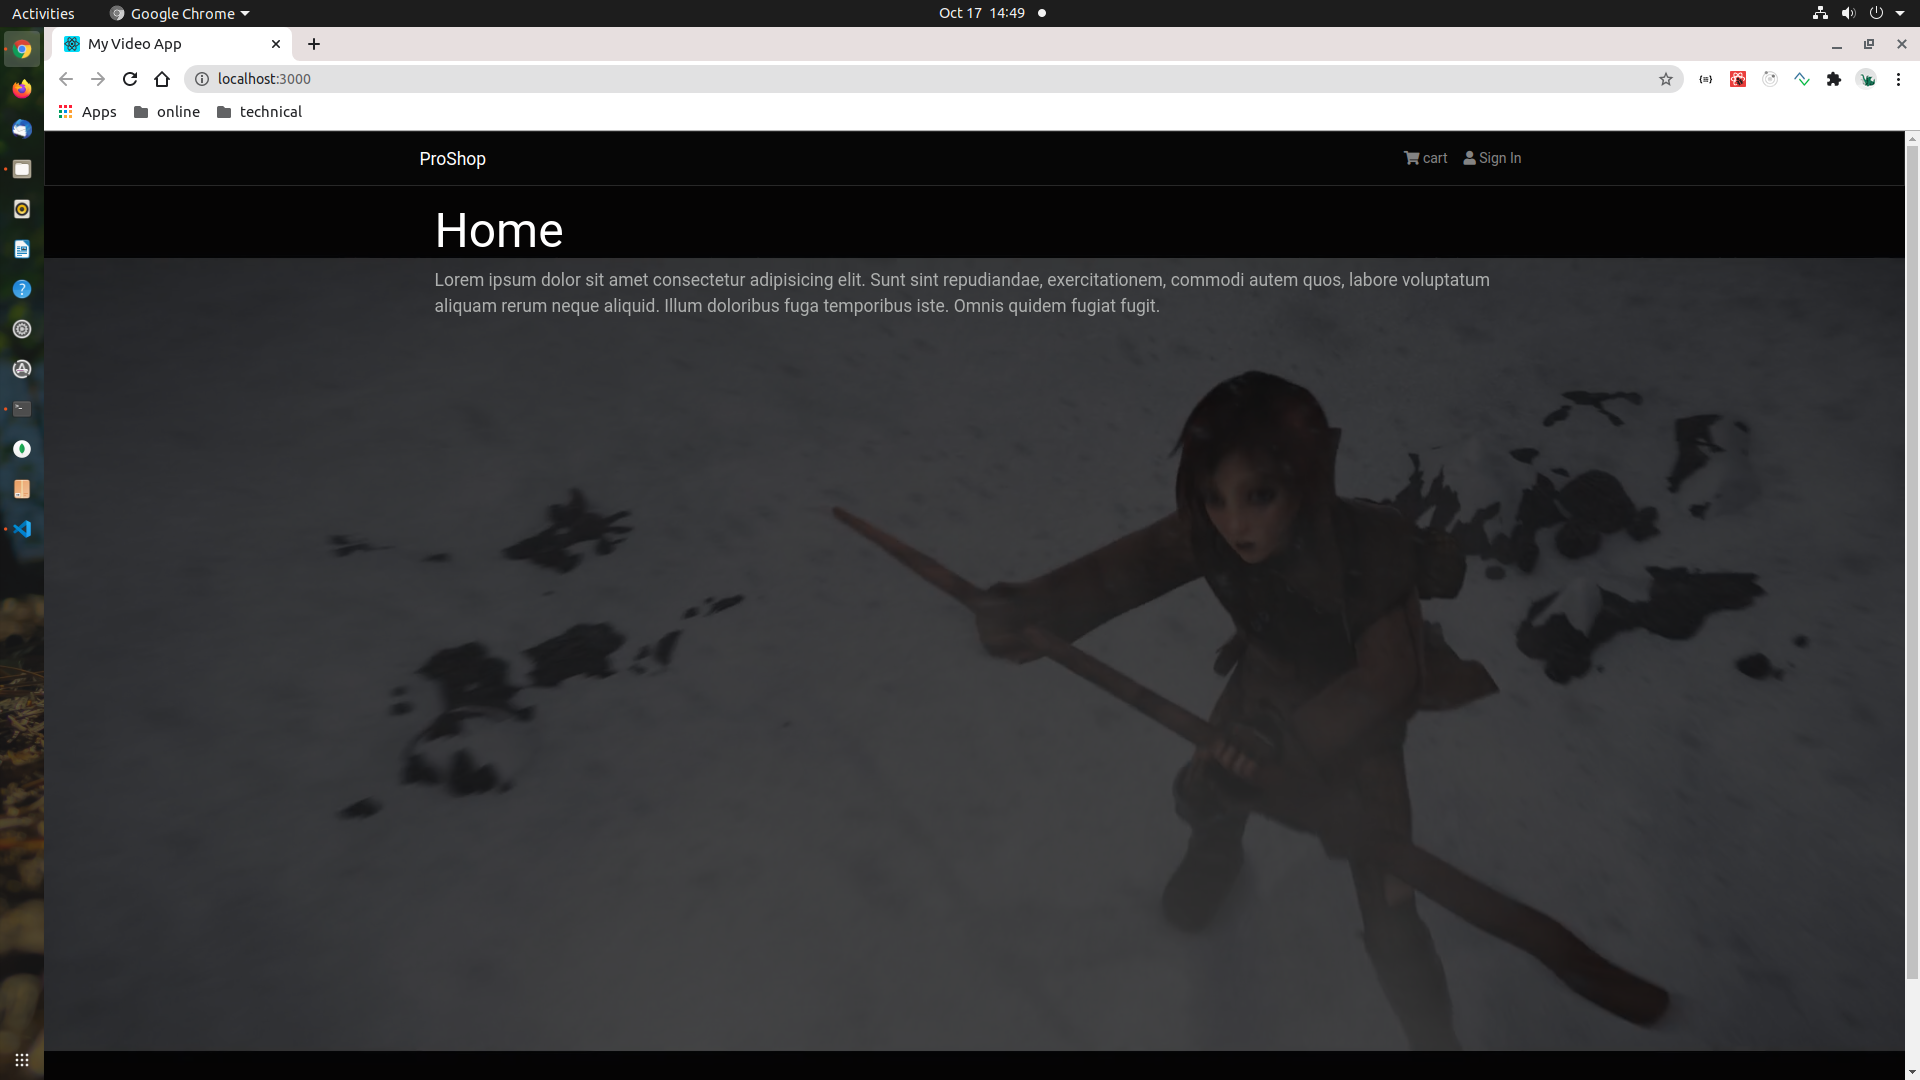 Activities
Google Chrome
Oct 17 14:49
My Video App
localhost:3000
Apps
online
technical
ProShop
cart
Sign In
Home
Lorem ipsum dolor sit amet consectetur adipisicing elit. Sunt sint repudiandae, exercitationem, commodi autem quos, labore voluptatum
aliquam rerum neque aliquid. Illum doloribus fuga temporibus iste. Omnis quidem fugiat fugit.